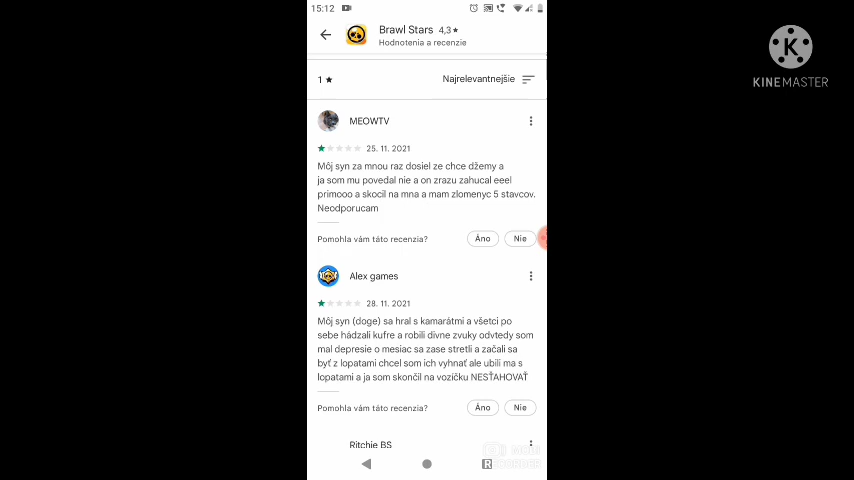 15:12
Brawl Stars 4,3★
Hodnotenia a recenzie
K
KINEMASTER
1 ★
Najrelevantnejšie
MEOWTV
25. 11. 2021
Môj syn za mnou raz dosiel ze chce džemy a
ja som mu povedal nie a on zrazu zahucal eeel
primooo a skocil na mna a mam zlomenyc 5 stavcov.
Neodporucam
Pomohla vám táto recenzia?
Áno
Nie
Alex games
28. 11. 2021
Môj syn (doge) sa hral s kamarátmi a všetci po
sebe hádzali kufre a robili divne zvuky odvtedy som
mal depresie o mesiac sa zase stretli a začali sa
byť z lopatami chcel som ich vyhnať ale ubili ma s
lopatami a ja som skončil na vozíčku NESŤAHOVAŤ
Pomohla vám táto recenzia?
Áno
Nie
Ritchie BS
RECORDER